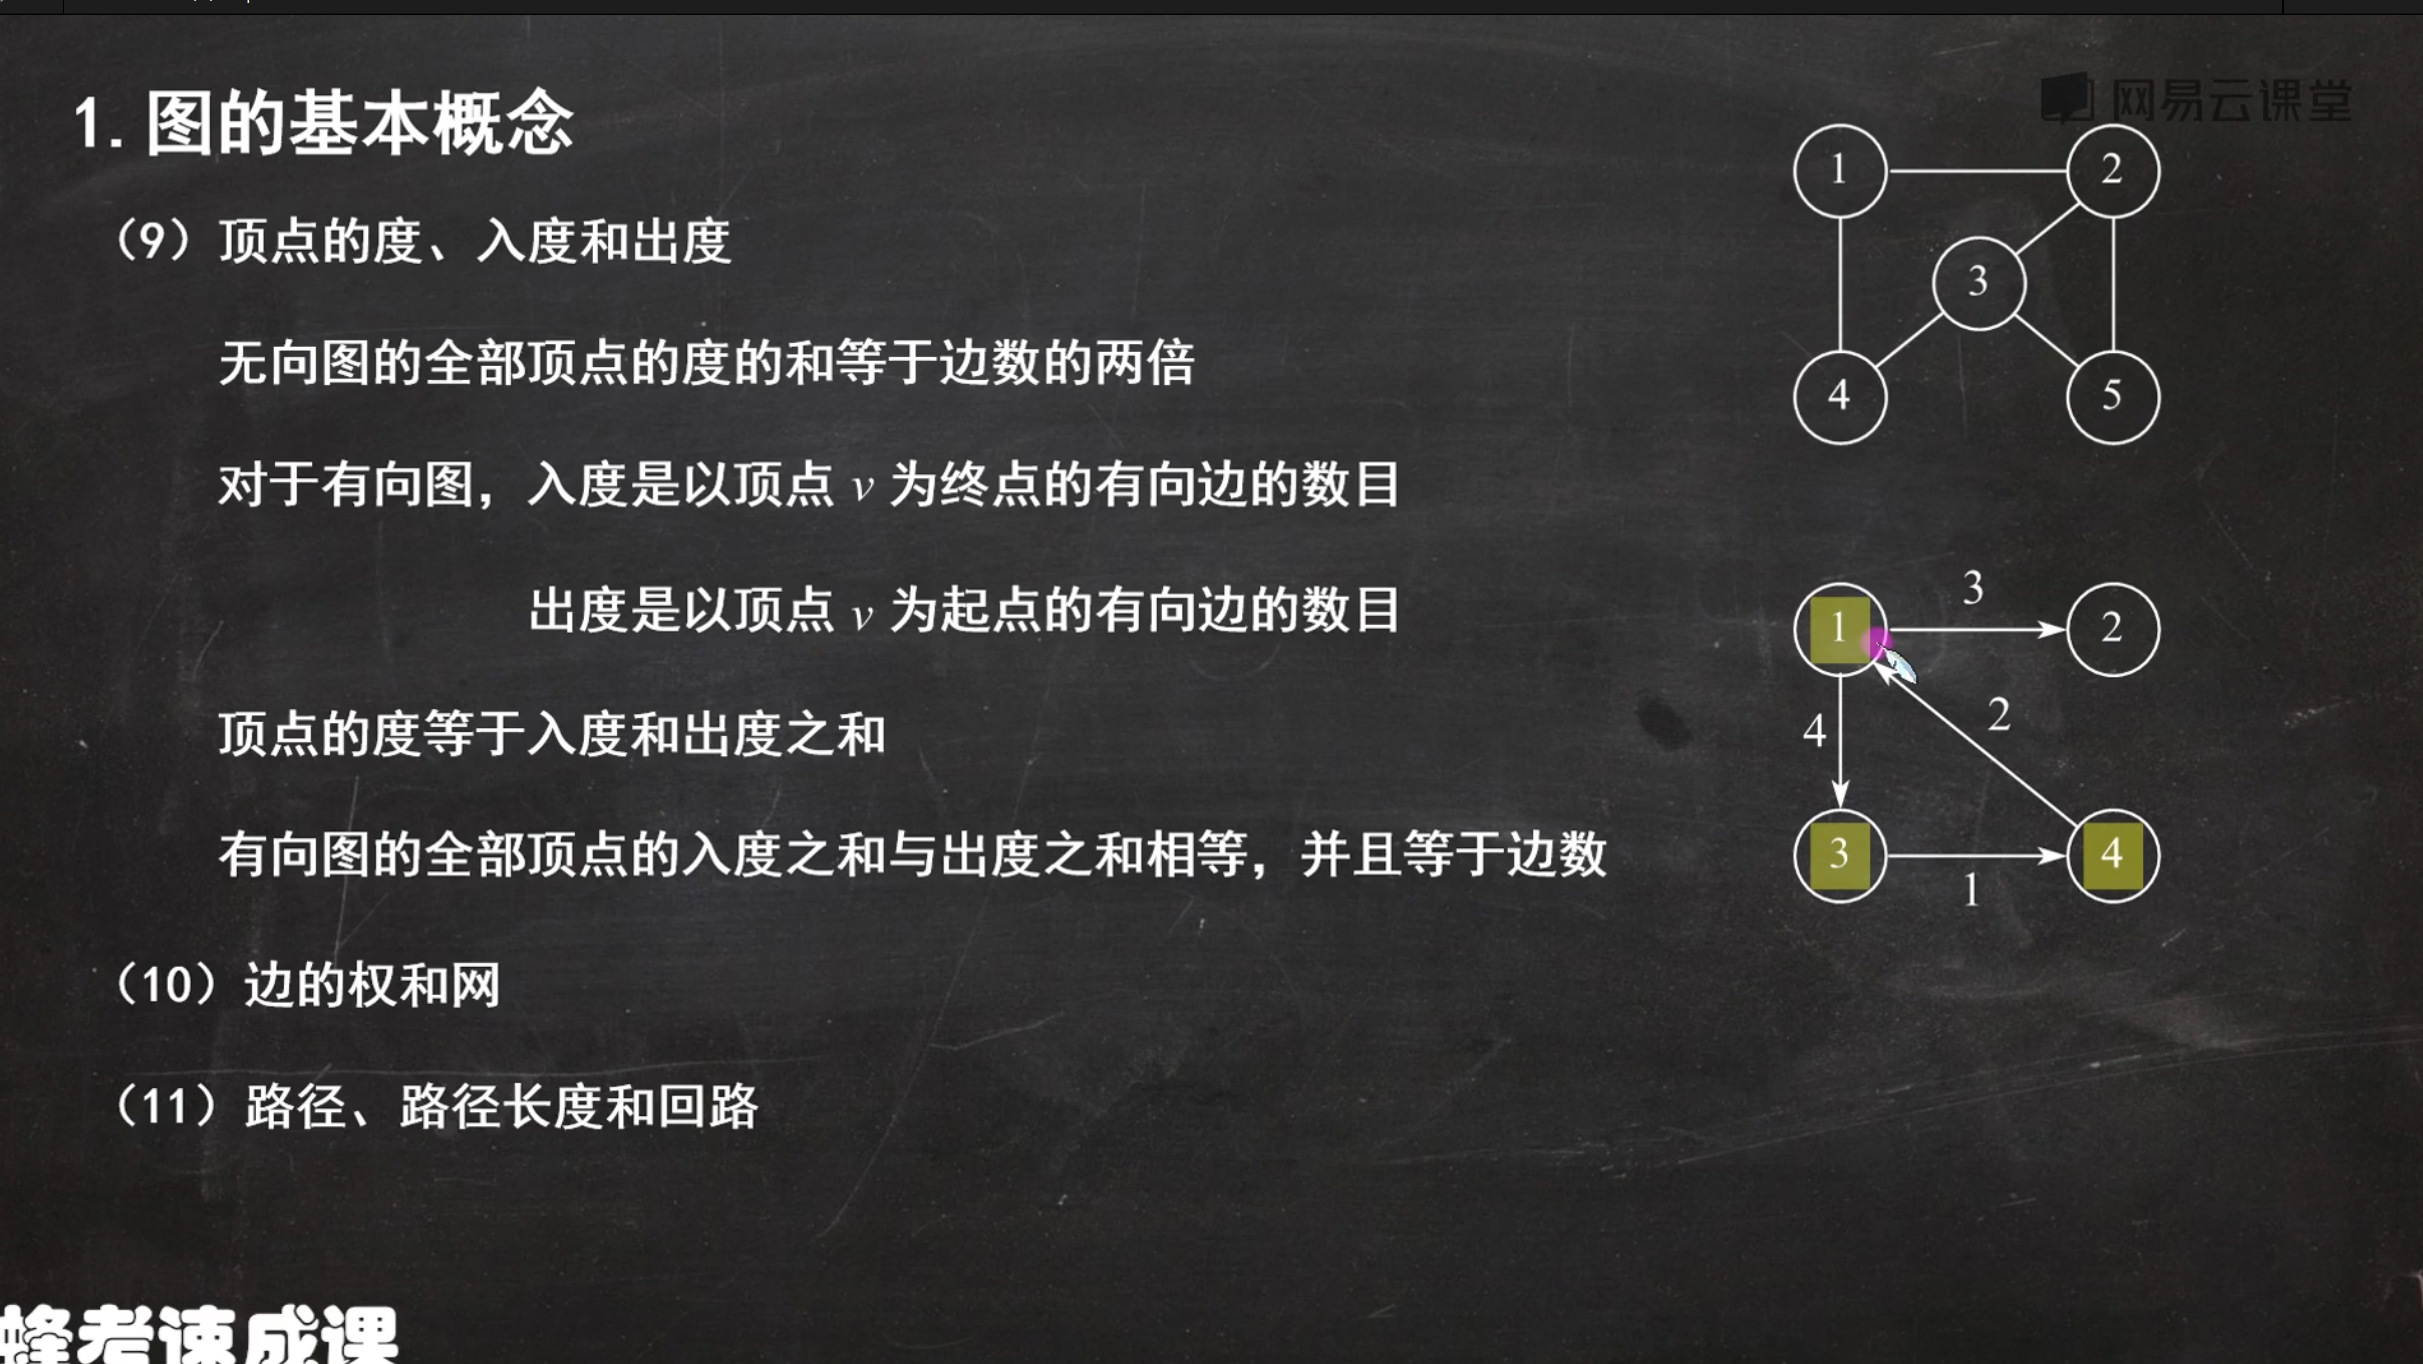 网易云课堂
1. 图的基本概念
（9）顶点的度、入度和出度
无向图的全部顶点的度的和等于边数的两倍
对于有向图，入度是以顶点 v 为终点的有向边的数目
出度是以顶点 v 为起点的有向边的数目
顶点的度等于入度和出度之和
有向图的全部顶点的入度之和与出度之和相等，并且等于边数
（10）边的权和网
（11）路径、路径长度和回路
1 2
3
4 5
3
1 2
4 2
3 4
1
蜂考速成课